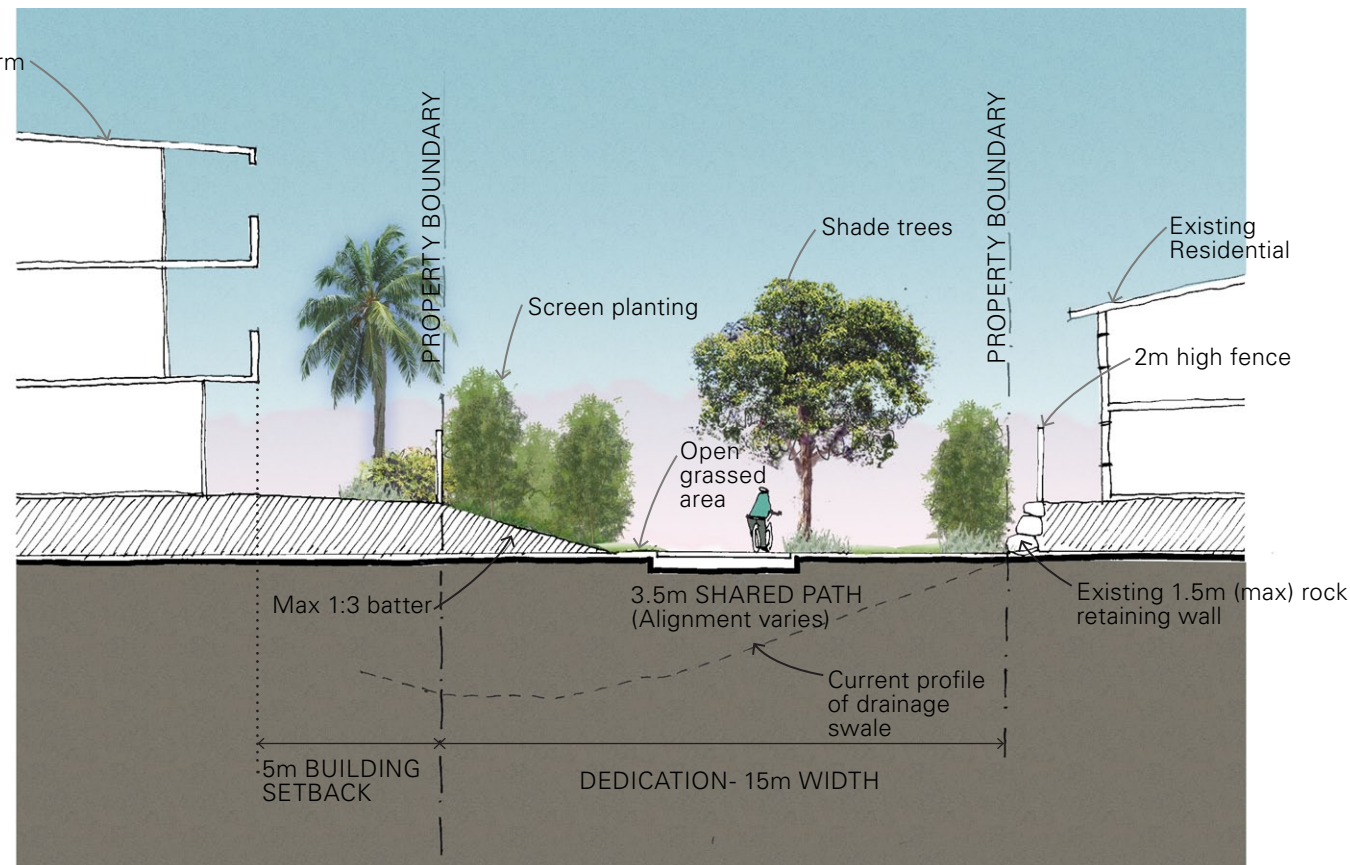 PROPERTY BOUNDARY
PROPERTY BOUNDARY
Shade trees
Existing
Residential
Screen planting
2m high fence
Open
grassed
area
Max 1:3 batter
3.5m SHARED PATH
(Alignment varies)
Existing 1.5m (max) rock
retaining wall
Current profile
of drainage
swale
5m BUILDING
SETBACK
DEDICATION- 15m WIDTH